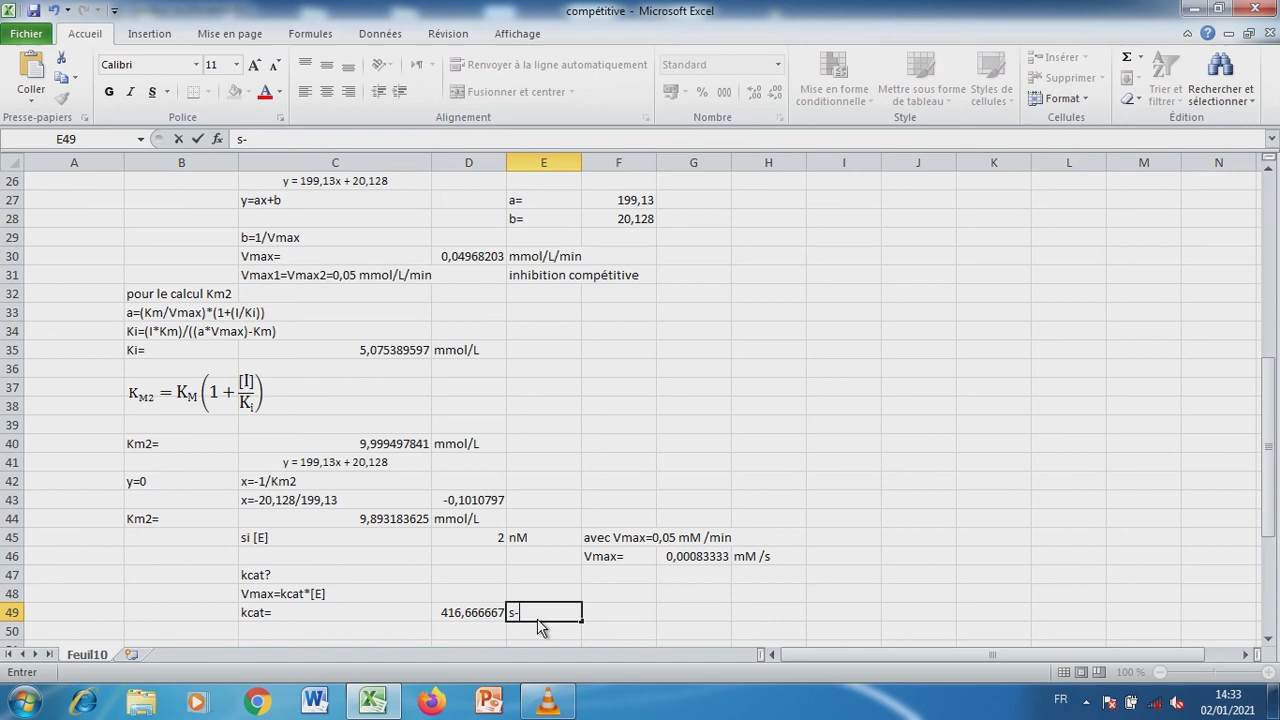 compétitive - Microsoft Excel
Fichier Accueil Insertion Mise en page Formules Données Révision Affichage
Coller
Presse-papiers
Calibri 11
G I S
Police
Renvoyer à la ligne automatiquement
Fusionner et centrer
Alignement
Standard
% 000
Nombre
Mise en forme conditionnelle
Mettre sous forme de tableau
Styles de cellules
Style
Insérer
Supprimer
Format
Cellules
Σ
Trier et filtrer
Rechercher et sélectionner
Édition
E49 fx s-
A B C D E F G H I J K L M N
26 y = 199,13x + 20,128
27 y=ax+b a= 199,13
28 b= 20,128
29 b=1/Vmax
30 Vmax= 0,04968203 mmol/L/min
31 Vmax1=Vmax2=0,05 mmol/L/min inhibition compétitive
32 pour le calcul Km2
33 a=(Km/Vmax)*(1+(I/Ki))
34 Ki=(I*Km)/((a*Vmax)-Km)
35 Ki= 5,075389597 mmol/L
36
37 K_M2 = K_M (1 + [I]/K_i)
38
39
40 Km2= 9,999497841 mmol/L
41 y = 199,13x + 20,128
42 y=0 x=-1/Km2
43 x=-20,128/199,13 -0,1010797
44 Km2= 9,893183625 mmol/L
45 si [E] 2 nM avec Vmax=0,05 mM /min
46 Vmax= 0,00083333 mM /s
47 kcat?
48 Vmax=kcat*[E]
49 kcat= 416,666667 s-
50
Feuil10
Entrer 100 %
FR 14:33
02/01/2021